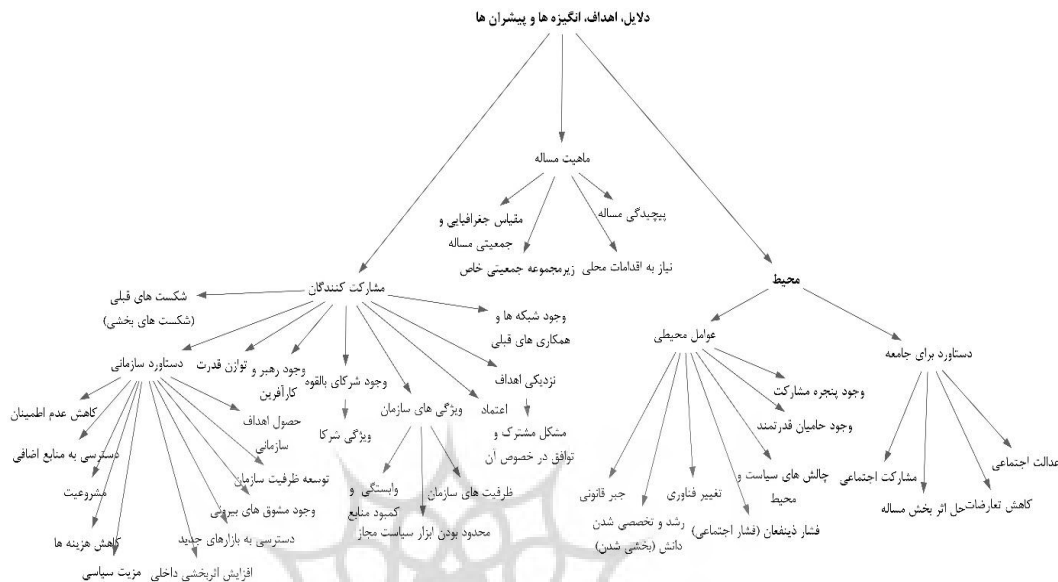 دلایل، اهداف، انگیزه ها و پیشران ها
ماهیت مساله
پیچیدگی مساله
مقیاس جغرافیایی و
جمعیتی مساله
نیاز به اقدامات محلی
زیرمجموعه جمعیتی خاص
محیط
مشارکت کنندگان
شکست های قبلی
(شکست های بخشی)
وجود شبکه ها و
همکاری های قبلی
عوامل محیطی
دستاورد برای جامعه
دستاورد سازمانی
توازن قدرت
وجود رهبر و
کارآفرین
وجود شرکای بالقوه
ویژگی های سازمان
اعتماد
نزدیکی اهداف
وجود پنجره مشارکت
وجود حامیان قدرتمند
کاهش عدم اطمینان
حصول اهداف
سازمانی
ویژگی شرکا
مشکل مشترک و
توافق در خصوص آن
دسترسی به منابع اضافی
توسعه ظرفیت سازمان
مشروعیت
وجود مشوق های بیرونی
وابستگی و
کمبود منابع
ظرفیت های سازمان
محدود بودن ابزار سیاست مجاز
جبر قانونی
تغییر فناوری
چالش های سیاست و
محیط
مشارکت اجتماعی
عدالت اجتماعی
رشد و تخصصی شدن
دانش (بخشی شدن)
فشار ذینفعان (فشار اجتماعی)
حل اثر بخش مساله
کاهش تعارضات
کاهش هزینه ها
دسترسی به بازارهای جدید
مزیت سیاسی
افزایش اثربخشی داخلی